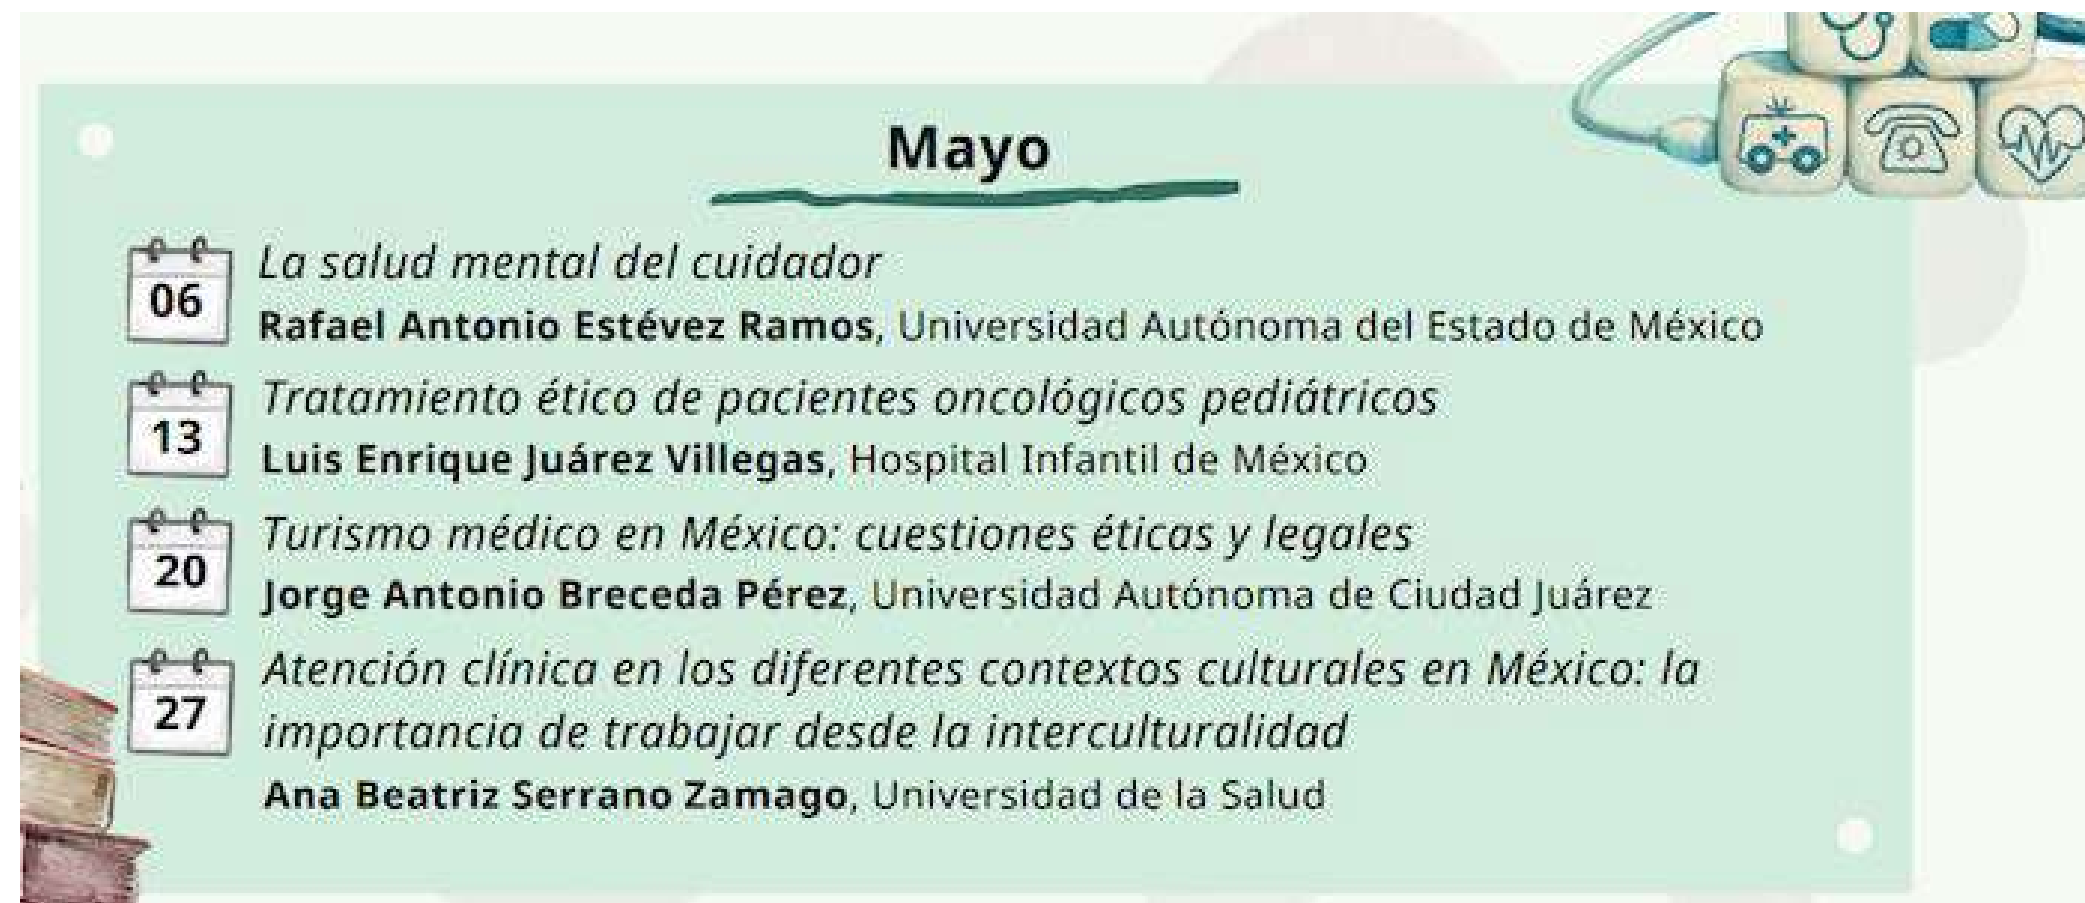 Mayo
06
La salud mental del cuidador
Rafael Antonio Estévez Ramos, Universidad Autónoma del Estado de México
13
Tratamiento ético de pacientes oncológicos pediátricos
Luis Enrique Juárez Villegas, Hospital Infantil de México
20
Turismo médico en México: cuestiones éticas y legales
Jorge Antonio Breceda Pérez, Universidad Autónoma de Ciudad Juárez
27
Atención clínica en los diferentes contextos culturales en México: la
importancia de trabajar desde la interculturalidad
Ana Beatriz Serrano Zamago, Universidad de la Salud